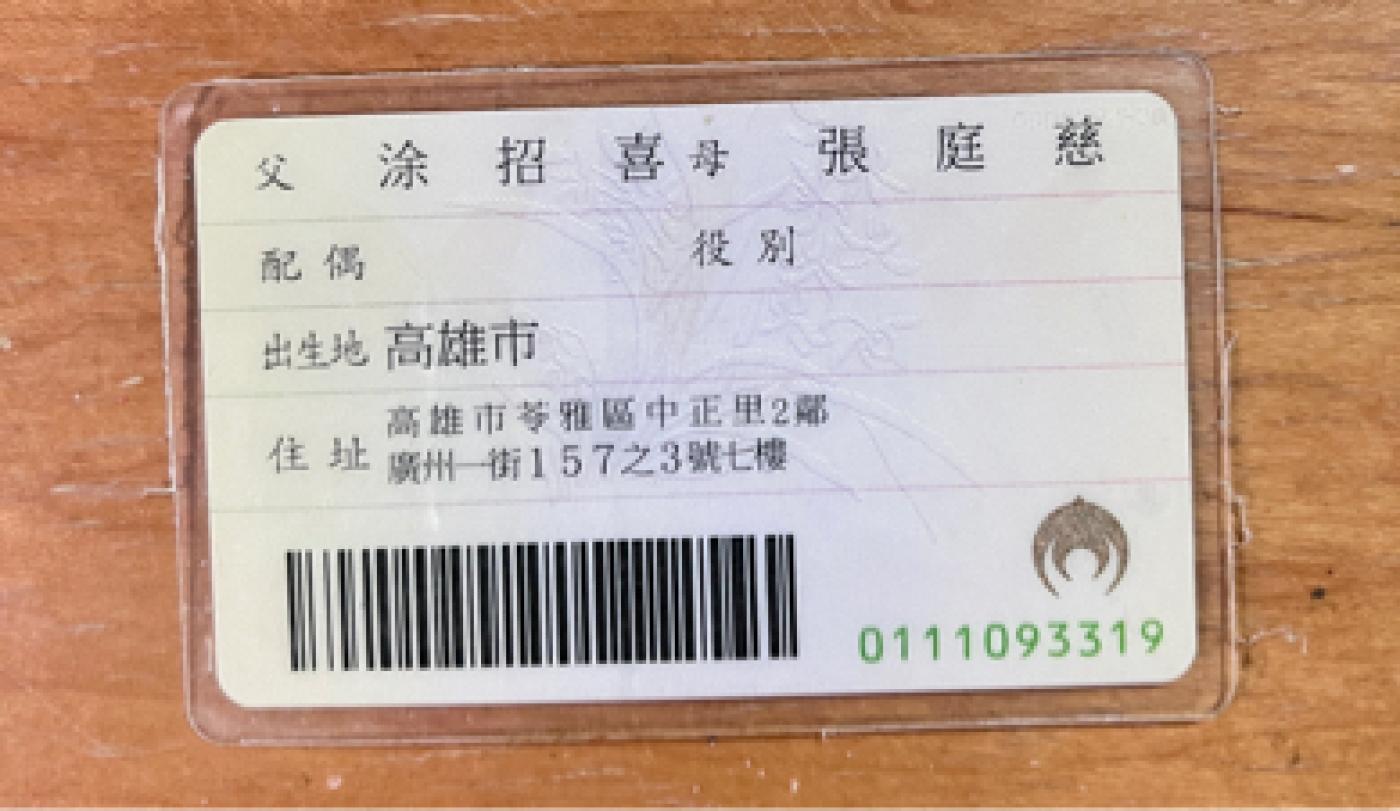 父 涂招喜 母 張庭慈
配偶 役別
出生地 高雄市
住址 高雄市苓雅區中正里2鄰
廣州一街157之3號七樓
0111093319